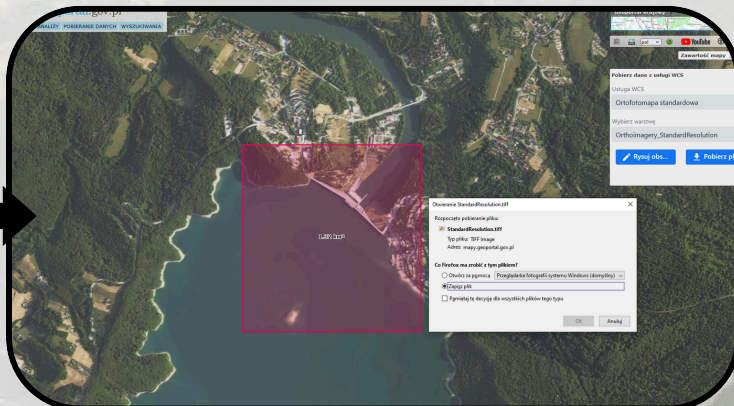 .gov.pl
ANALIZY POBIERANIE DANYCH WYSZUKIWANIA
Geoportal krajowy
pol
YouTube
Zawartość mapy
Pobierz dane z usługi WCS
Usługa WCS
Ortofotomapa standardowa
Wybierz warstwę
Orthoimagery_StandardResolution
Rysuj obs...
Pobierz pl
Otwieranie StandardResolution.tiff
Rozpoczęto pobieranie pliku:
StandardResolution.tiff
Typ pliku: TIFF Image
Adres: mapy.geoportal.gov.pl
Co Firefox ma zrobić z tym plikiem?
Otwórz za pomocą Przeglądarka fotografii systemu Windows (domyślny)
Zapisz plik
Pamiętaj tę decyzję dla wszystkich plików tego typu
OK Anuluj